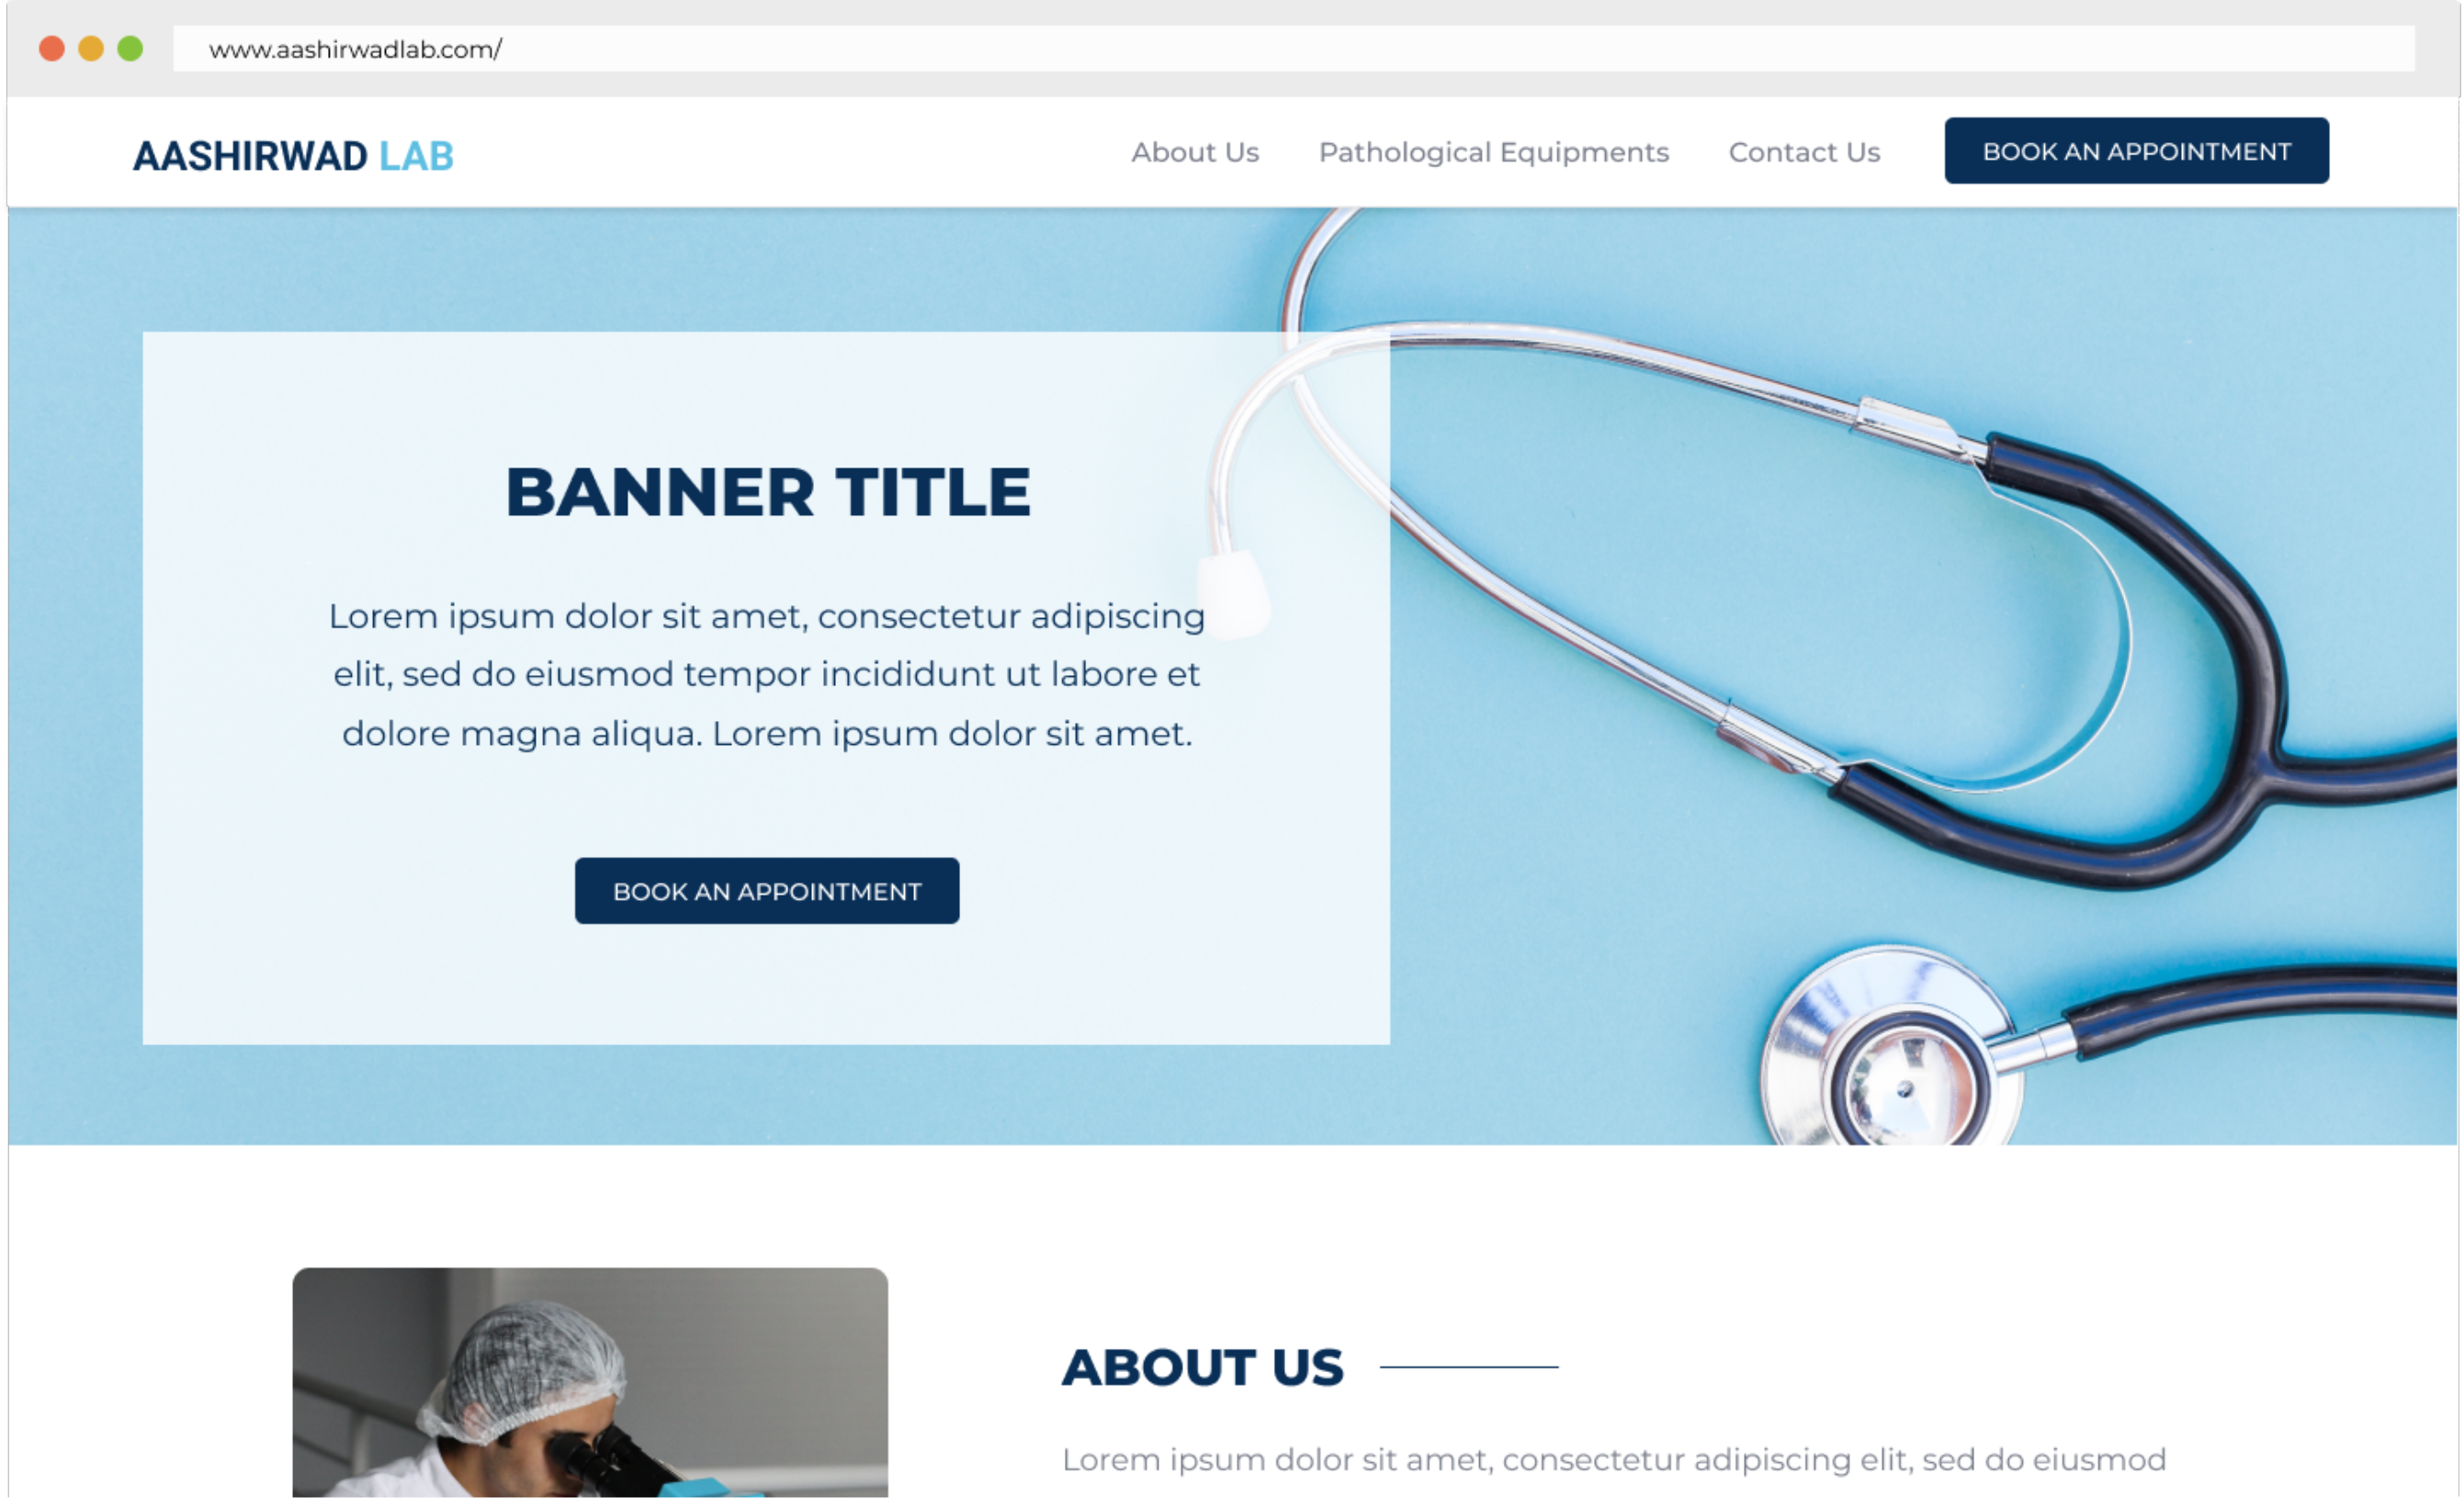 www.aashirwadlab.com/
AASHIRWAD LAB
About Us
Pathological Equipments
Contact Us
BOOK AN APPOINTMENT
BANNER TITLE
Lorem ipsum dolor sit amet, consectetur adipiscing
elit, sed do eiusmod tempor incididunt ut labore et
dolore magna aliqua. Lorem ipsum dolor sit amet.
BOOK AN APPOINTMENT
ABOUT US
Lorem ipsum dolor sit amet, consectetur adipiscing elit, sed do eiusmod